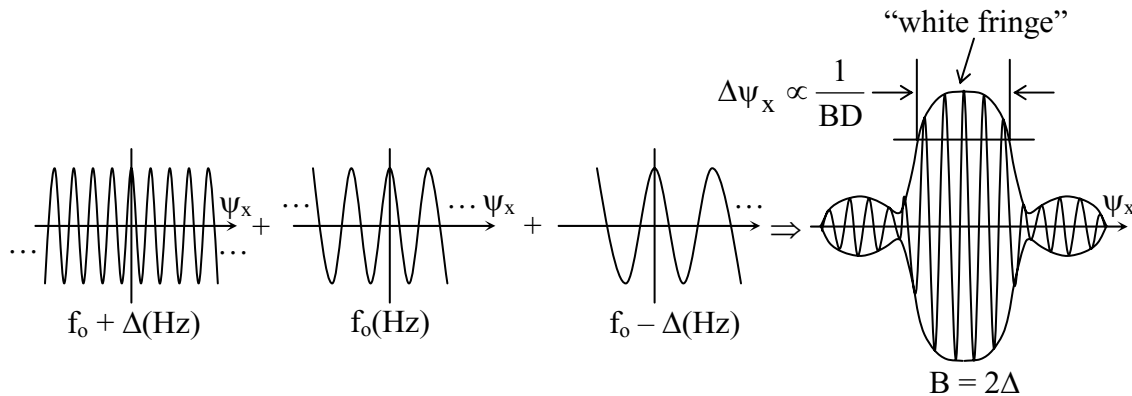 “white fringe”
Δψₓ ∝ 1/BD
ψₓ
… … +
f₀ + Δ(Hz)
… … ψₓ +
f₀(Hz)
… ⇒
f₀ – Δ(Hz)
ψₓ
B = 2Δ